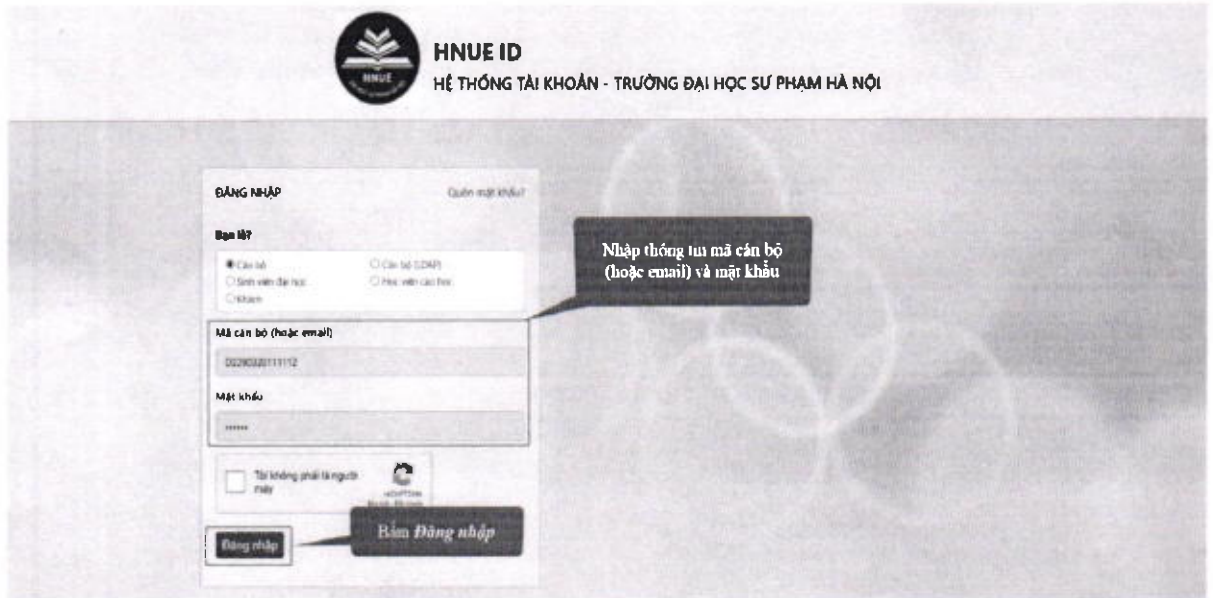 HNUE
HNUE ID
HỆ THỐNG TÀI KHOẢN - TRƯỜNG ĐẠI HỌC SƯ PHẠM HÀ NỘI
ĐĂNG NHẬP
Quên mật khẩu?
Bạn là?
Cán bộ
Cán bộ (LDAP)
Sinh viên đại học
Học viên cao học
Khách
Nhập thông tin mã cán bộ
(hoặc email) và mật khẩu
Mã cán bộ (hoặc email)
Mật khẩu
••••••
Tôi không phải là người
máy
reCAPTCHA
Bấm Đăng nhập
Đăng nhập